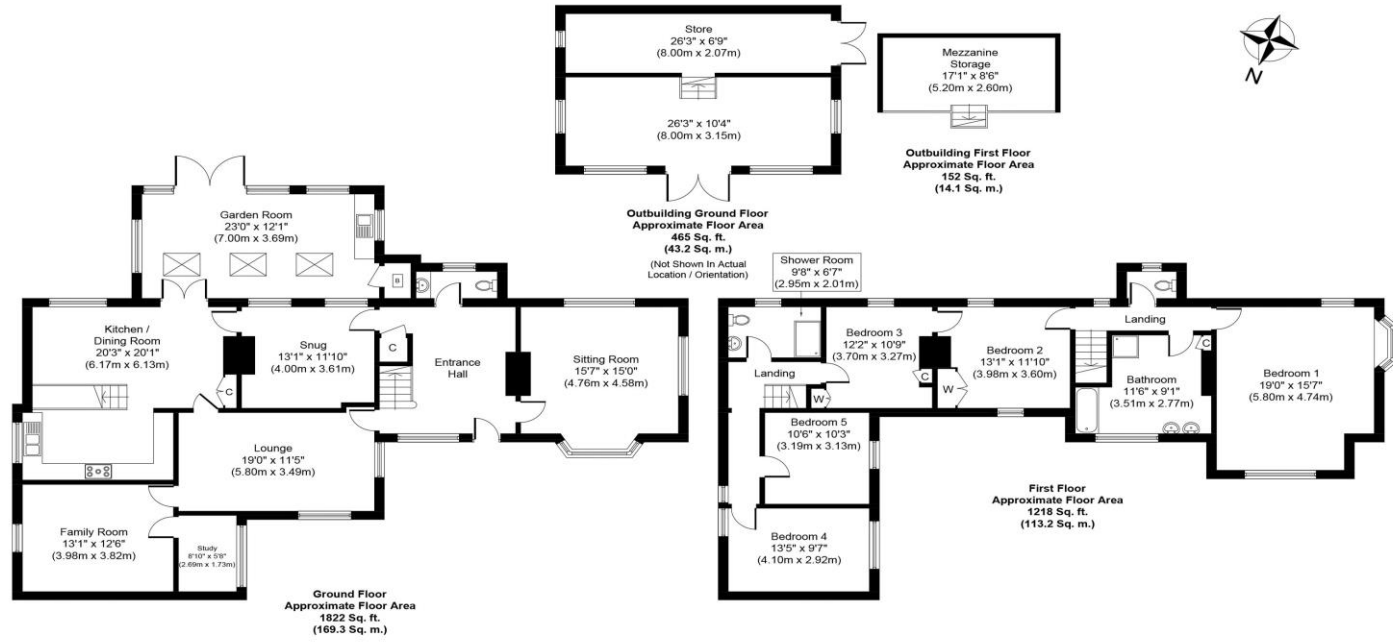 Store
26'3" x 6'9"
(8.00m x 2.07m)
26'3" x 10'4"
(8.00m x 3.15m)
Outbuilding Ground Floor
Approximate Floor Area
465 Sq. ft.
(43.2 Sq. m.)
(Not Shown In Actual
Location / Orientation)
Mezzanine
Storage
17'1" x 8'6"
(5.20m x 2.60m)
Outbuilding First Floor
Approximate Floor Area
152 Sq. ft.
(14.1 Sq. m.)
N
Garden Room
23'0" x 12'1"
(7.00m x 3.69m)
B
Kitchen /
Dining Room
20'3" x 20'1"
(6.17m x 6.13m)
C
Snug
13'1" x 11'10"
(4.00m x 3.61m)
C
Entrance
Hall
Sitting Room
15'7" x 15'0"
(4.76m x 4.58m)
Lounge
19'0" x 11'5"
(5.80m x 3.49m)
Family Room
13'1" x 12'6"
(3.98m x 3.82m)
Study
8'10" x 5'8"
(2.69m x 1.73m)
Ground Floor
Approximate Floor Area
1822 Sq. ft.
(169.3 Sq. m.)
Shower Room
9'8" x 6'7"
(2.95m x 2.01m)
Landing
W
Bedroom 3
12'2" x 10'9"
(3.70m x 3.27m)
C
W
Bedroom 2
13'1" x 11'10"
(3.98m x 3.60m)
Landing
C
Bathroom
11'6" x 9'1"
(3.51m x 2.77m)
Bedroom 1
19'0" x 15'7"
(5.80m x 4.74m)
Bedroom 5
10'6" x 10'3"
(3.19m x 3.13m)
Bedroom 4
13'5" x 9'7"
(4.10m x 2.92m)
First Floor
Approximate Floor Area
1218 Sq. ft.
(113.2 Sq. m.)